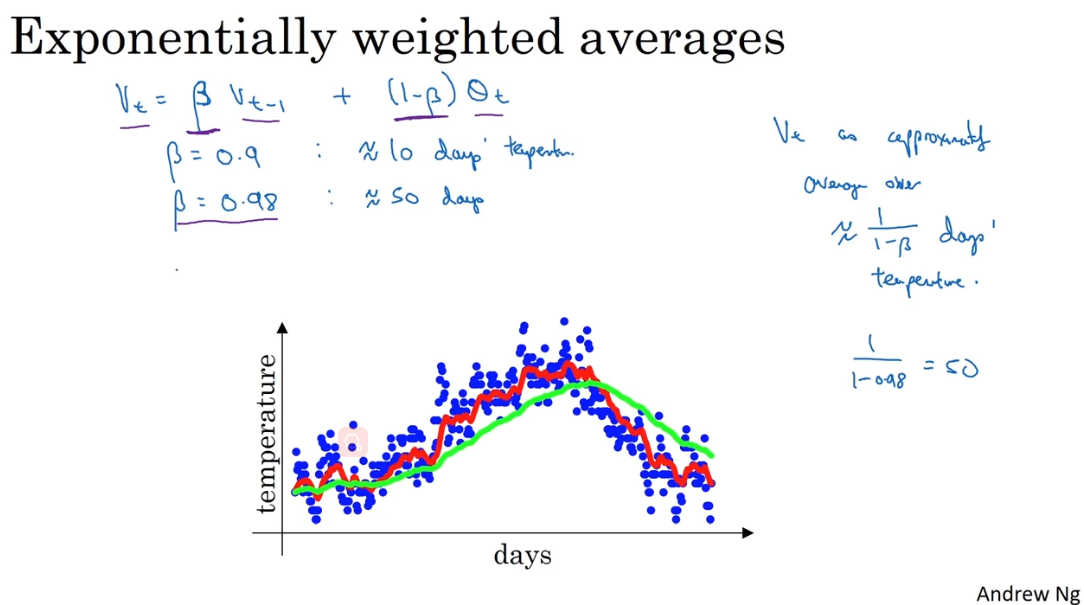 Exponentially weighted averages
Vₜ = β Vₜ₋₁ + (1-β) θₜ
β = 0.9 : ≈ 10 days' temperatur.
β = 0.98 : ≈ 50 days
Vₜ as approximately
average over
≈ 1/(1-β) days'
temperature.
1/(1-0.98) = 50
temperature
days
Andrew Ng